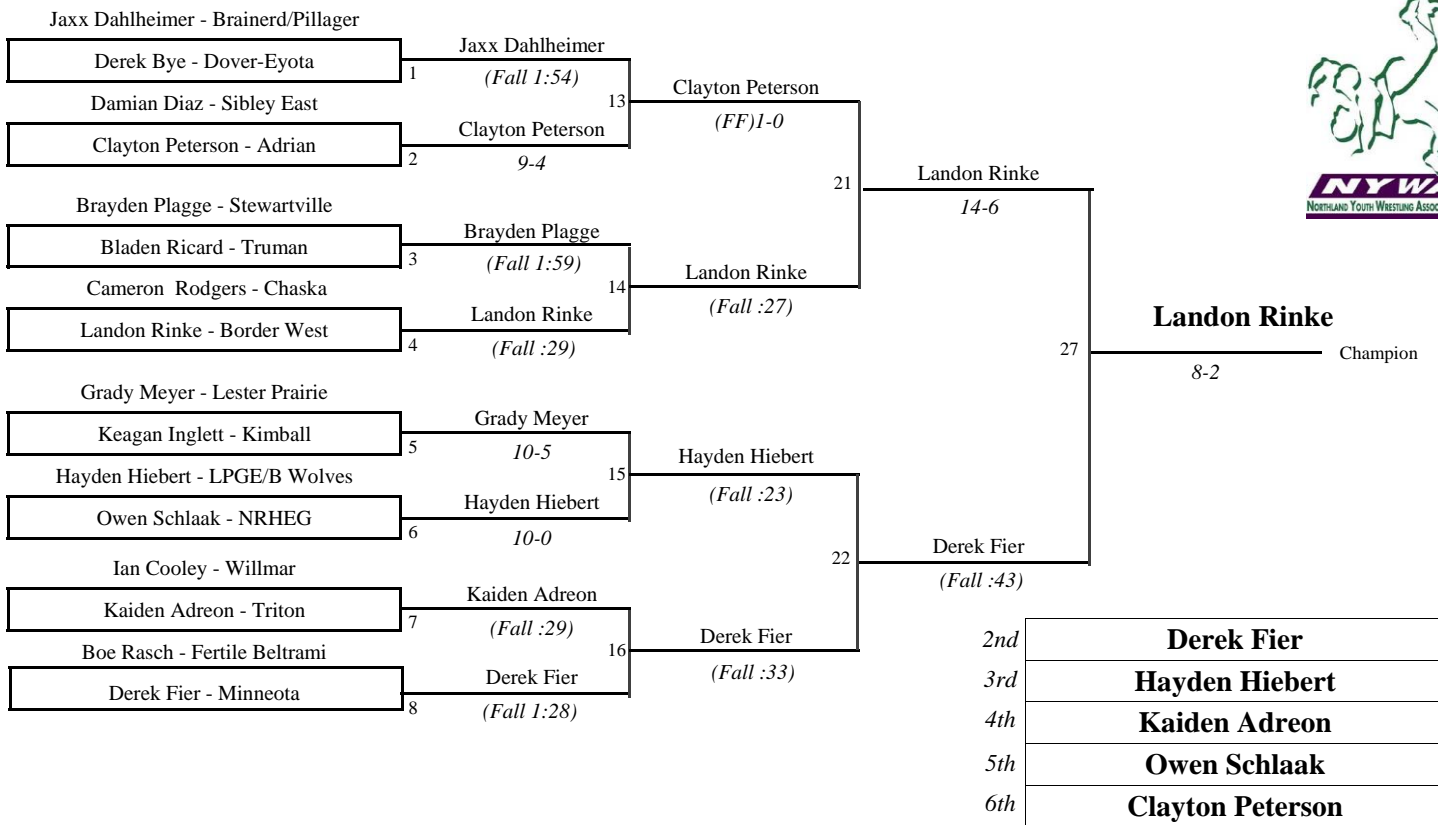 Jaxx Dahlheimer - Brainerd/Pillager
Derek Bye - Dover-Eyota
1
Damian Diaz - Sibley East
Clayton Peterson - Adrian
2
Brayden Plagge - Stewartville
Bladen Ricard - Truman
3
Cameron  Rodgers - Chaska
Landon Rinke - Border West
4
Grady Meyer - Lester Prairie
Keagan Inglett - Kimball
5
Hayden Hiebert - LPGE/B Wolves
Owen Schlaak - NRHEG
6
Ian Cooley - Willmar
Kaiden Adreon - Triton
7
Boe Rasch - Fertile Beltrami
Derek Fier - Minneota
8
Jaxx Dahlheimer
(Fall 1:54)
13
Clayton Peterson
9-4
Brayden Plagge
(Fall 1:59)
14
Landon Rinke
(Fall :29)
Grady Meyer
10-5
15
Hayden Hiebert
10-0
Kaiden Adreon
(Fall :29)
16
Derek Fier
(Fall 1:28)
Clayton Peterson
(FF)1-0
21
Landon Rinke
(Fall :27)
Hayden Hiebert
(Fall :23)
22
Derek Fier
(Fall :33)
Landon Rinke
14-6
27
Derek Fier
(Fall :43)
Landon Rinke
Champion
8-2
2nd Derek Fier
3rd Hayden Hiebert
4th Kaiden Adreon
5th Owen Schlaak
6th Clayton Peterson
NYWA
NORTHLAND YOUTH WRESTLING ASSOC